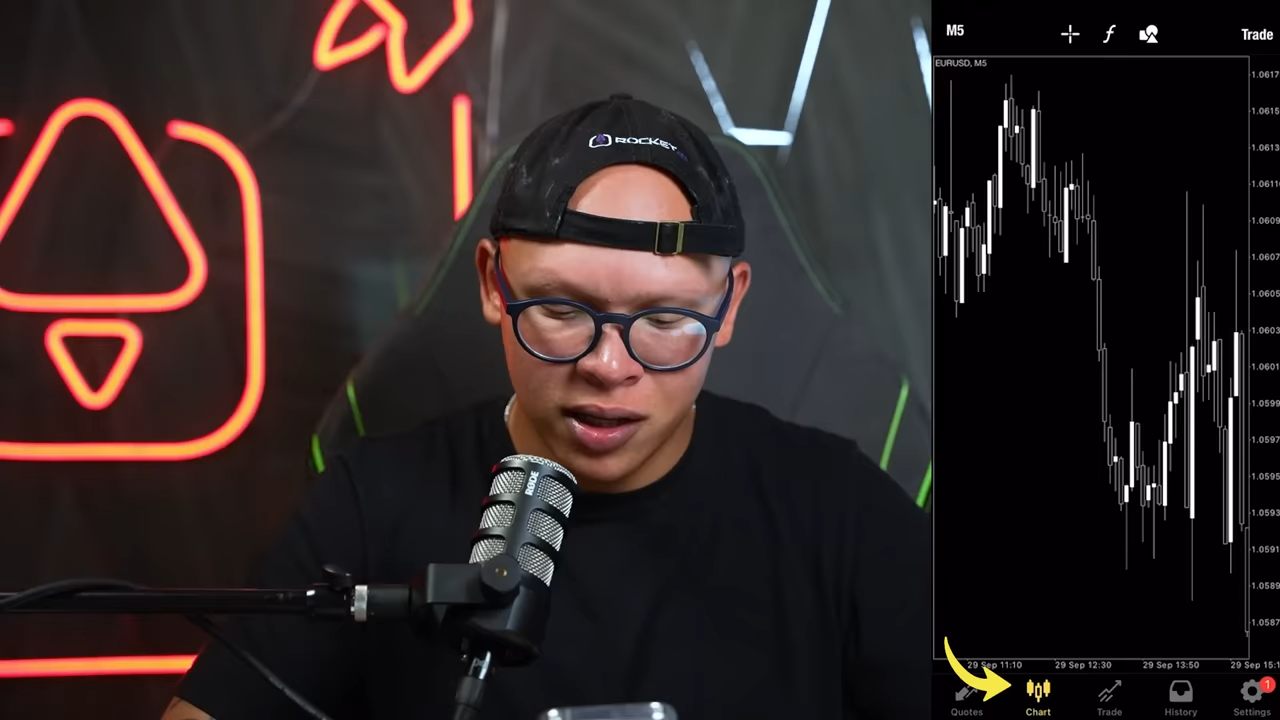 ROCKET
RODE
M5
Trade
EURUSD, M5
1.0617
1.0615
1.0613
1.0611
1.0609
1.0607
1.0605
1.0603
1.0601
1.0599
1.0597
1.0595
1.0593
1.0591
1.0589
1.0587
29 Sep 11:10
29 Sep 12:30
29 Sep 13:50
29 Sep 15:1
Quotes
Chart
Trade
History
1
Settings